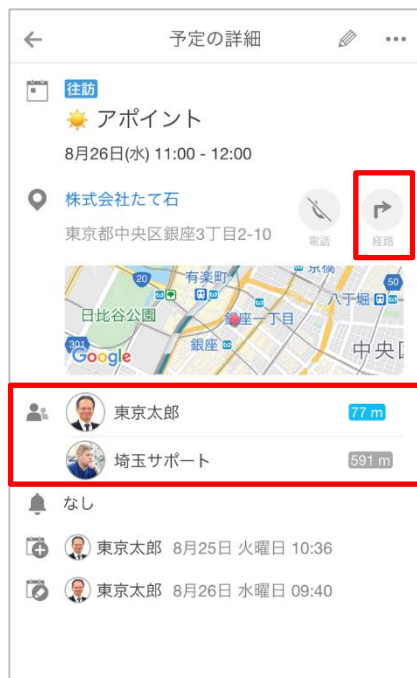 予定の詳細
往訪
アポイント
8月26日(水) 11:00 - 12:00
株式会社たて石
東京都中央区銀座3丁目2-10
電話
経路
20
有楽町
京橋
50
八丁堀
日比谷公園
銀座一丁目
301
銀座
中央区
Google
東京太郎
77 m
埼玉サポート
591 m
なし
東京太郎 8月25日 火曜日 10:36
東京太郎 8月26日 水曜日 09:40